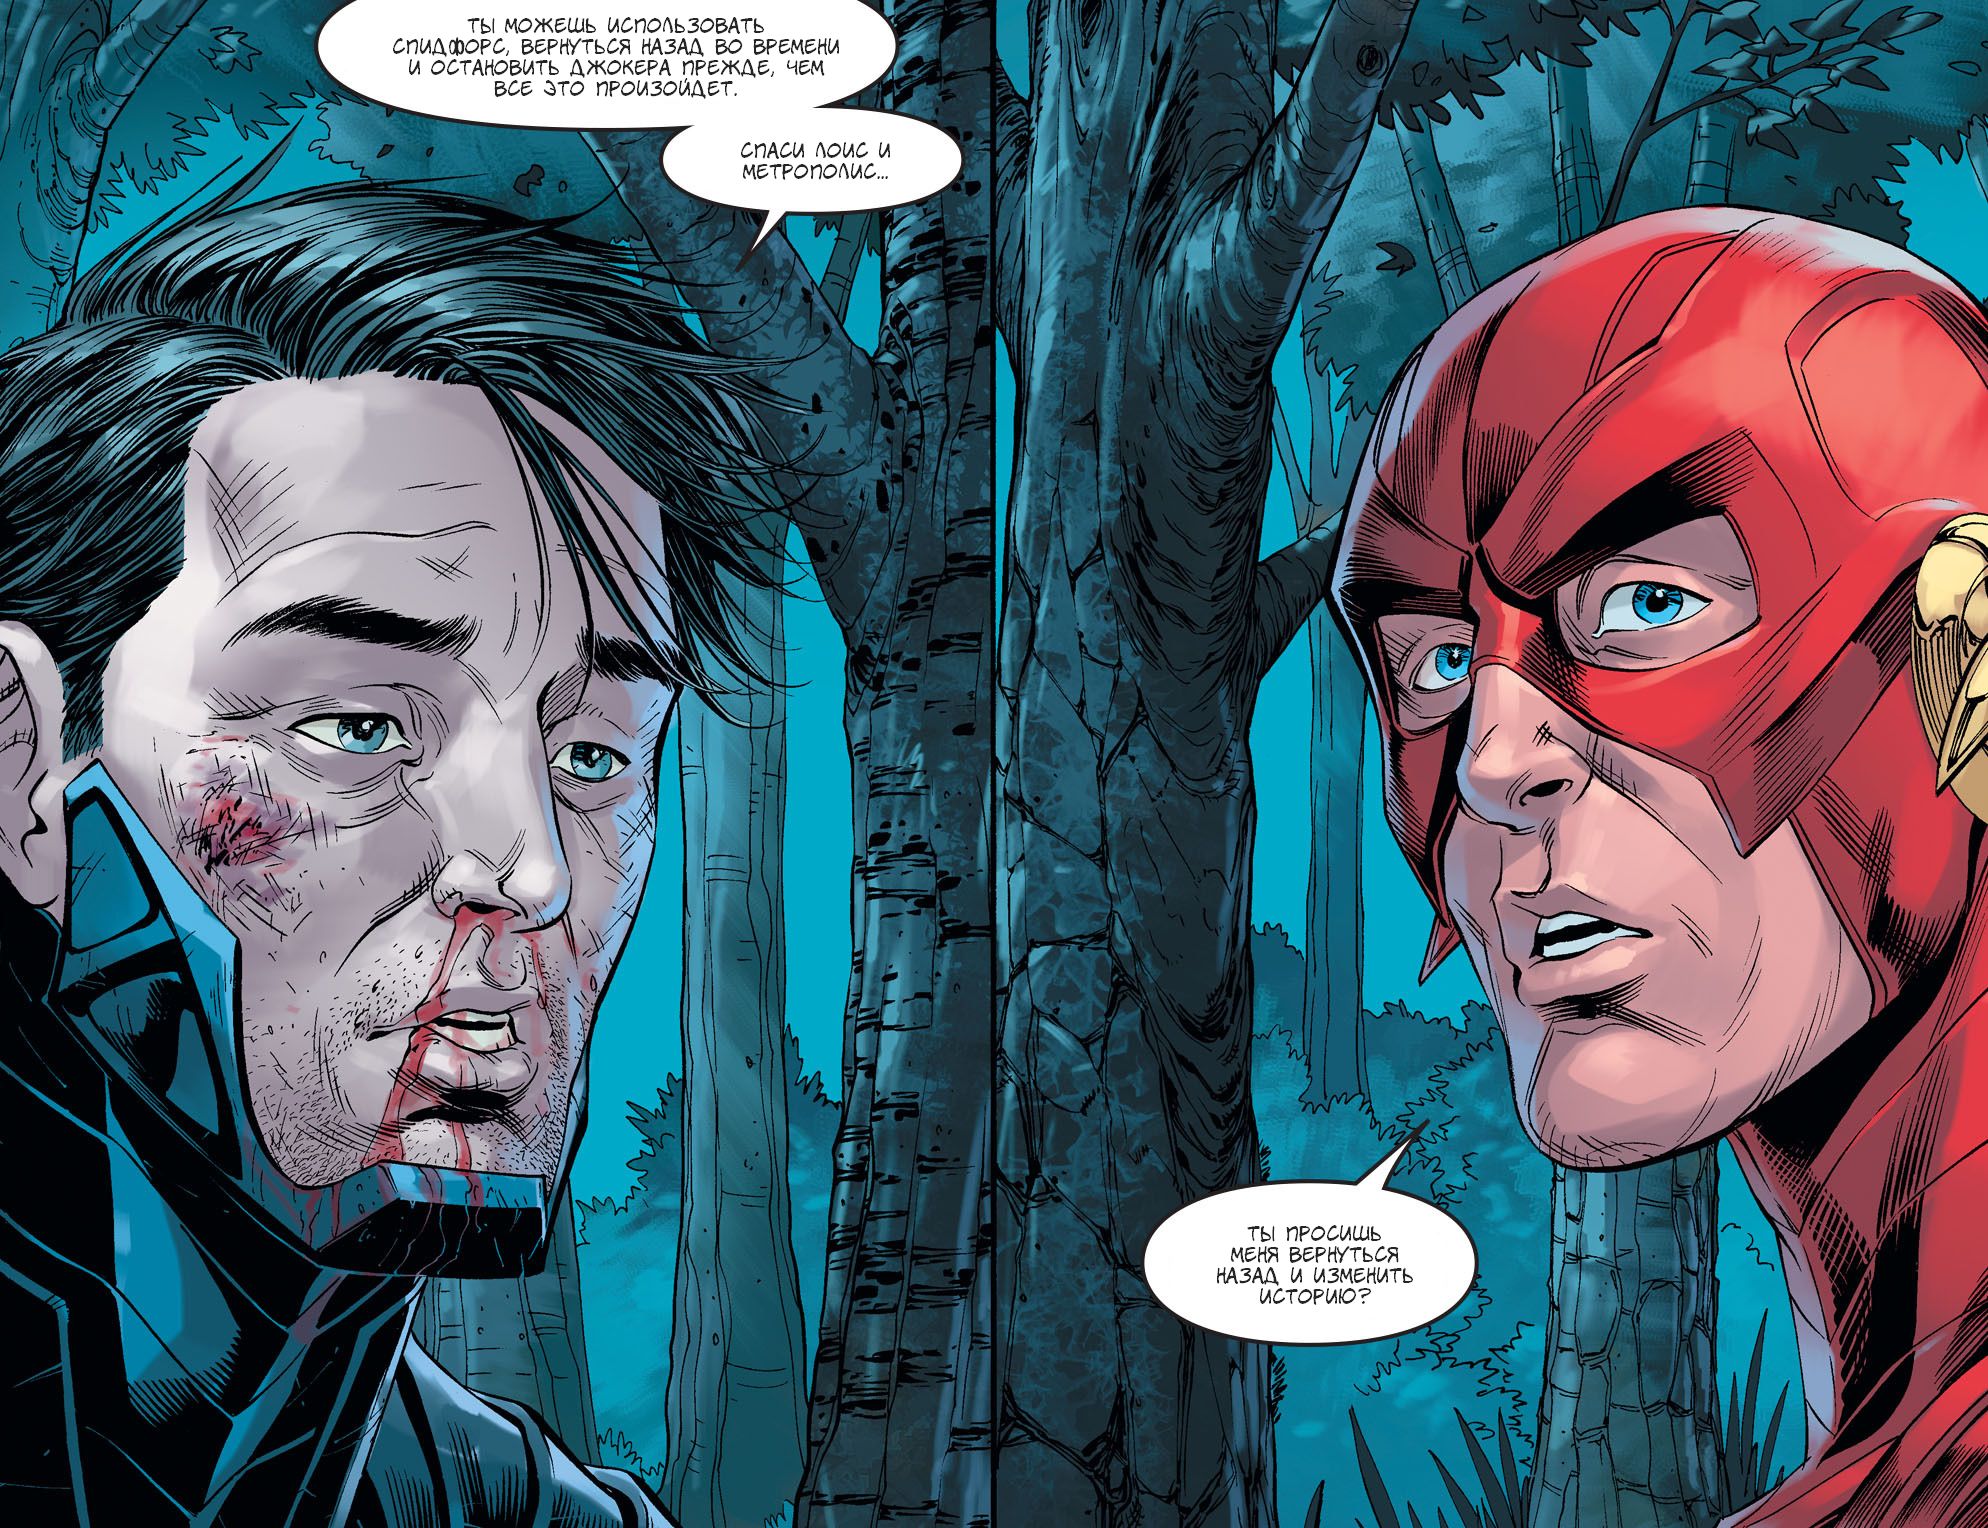 ТЫ МОЖЕШЬ ИСПОЛЬЗОВАТЬ
СПИДФОРС, ВЕРНУТЬСЯ НАЗАД ВО ВРЕМЕНИ
И ОСТАНОВИТЬ ДЖОКЕРА ПРЕЖДЕ, ЧЕМ
ВСЕ ЭТО ПРОИЗОЙДЕТ.
СПАСИ ЛОИС И
МЕТРОПОЛИС...
ТЫ ПРОСИШЬ
МЕНЯ ВЕРНУТЬСЯ
НАЗАД И ИЗМЕНИТЬ
ИСТОРИЮ?